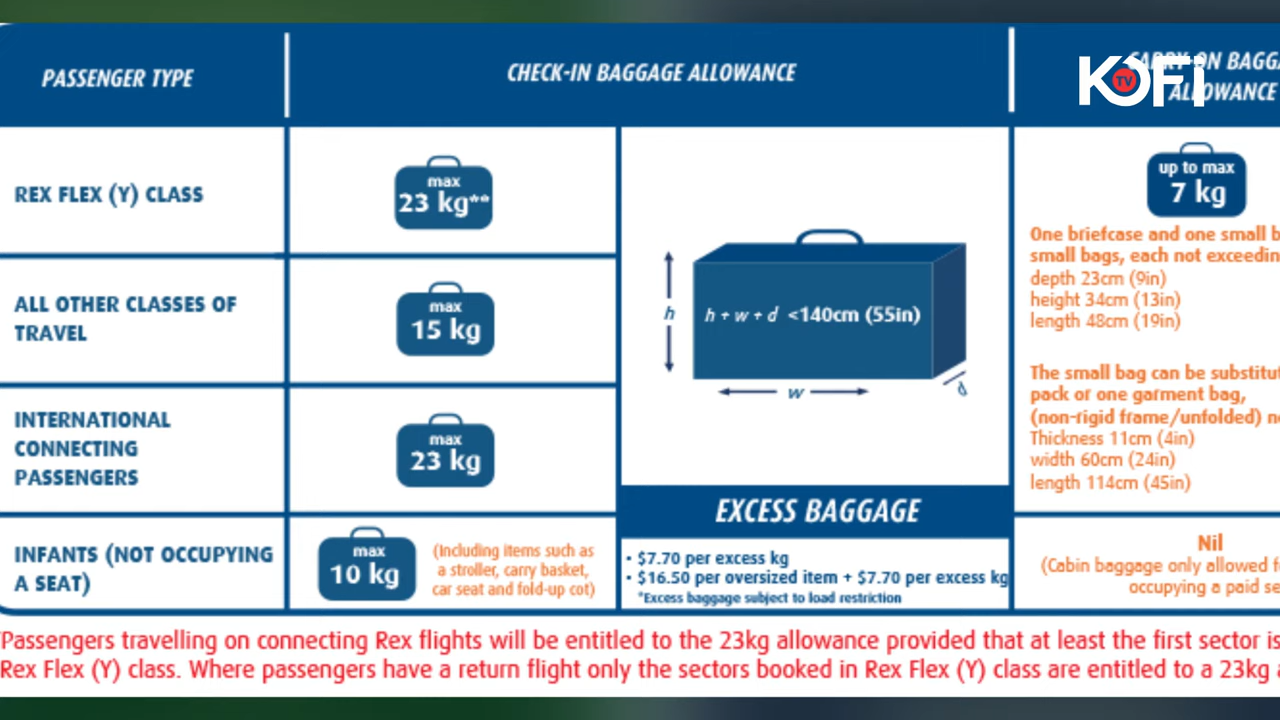 PASSENGER TYPE
CHECK-IN BAGGAGE ALLOWANCE
CARRY-ON BAGGA
ALLOWANCE
KOFI
TV
REX FLEX (Y) CLASS
max
23 kg**
up to max
7 kg
One briefcase and one small b
small bags, each not exceedin
depth 23cm (9in)
height 34cm (13in)
length 48cm (19in)
The small bag can be substitut
pack or one garment bag,
(non-rigid frame/unfolded) n
Thickness 11cm (4in)
width 60cm (24in)
length 114cm (45in)
ALL OTHER CLASSES OF
TRAVEL
max
15 kg
h
h + w + d <140cm (55in)
w
d
INTERNATIONAL
CONNECTING
PASSENGERS
max
23 kg
EXCESS BAGGAGE
• $7.70 per excess kg
• $16.50 per oversized item + $7.70 per excess kg
*Excess baggage subject to load restriction
INFANTS (NOT OCCUPYING
A SEAT)
max
10 kg
(Including items such as
a stroller, carry basket,
car seat and fold-up cot)
Nil
(Cabin baggage only allowed f
occupying a paid se
Passengers travelling on connecting Rex flights will be entitled to the 23kg allowance provided that at least the first sector is
Rex Flex (Y) class. Where passengers have a return flight only the sectors booked in Rex Flex (Y) class are entitled to a 23kg a